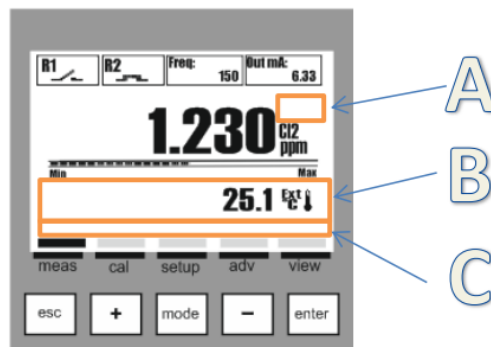 R1 R2 Freq: 150 Out mA: 6.33
A
1.230 Cl2 ppm
Min Max
B
25.1 Ext °C
C
meas cal setup adv view
esc + mode - enter